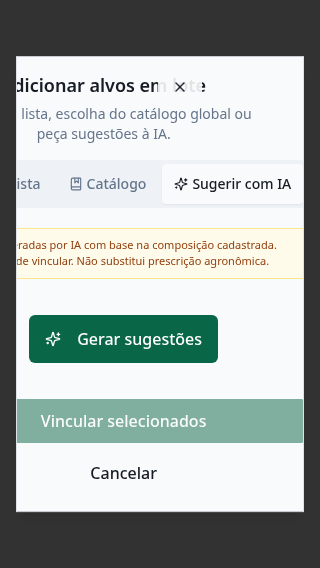 dicionar alvos em lote
lista, escolha do catálogo global ou
peça sugestões à IA.
ista
Catálogo
Sugerir com IA
radas por IA com base na composição cadastrada.
de vincular. Não substitui prescrição agronômica.
Gerar sugestões
Vincular selecionados
Cancelar